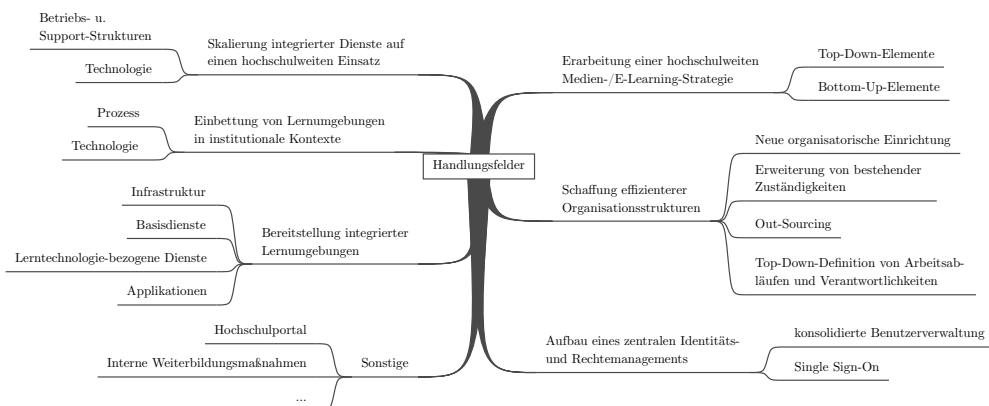 Betriebs- u.
Support-Strukturen
Technologie
Skalierung integrierter Dienste auf
einen hochschulweiten Einsatz
Prozess
Technologie
Einbettung von Lernumgebungen
in institutionale Kontexte
Infrastruktur
Basisdienste
Lerntechnologie-bezogene Dienste
Applikationen
Bereitstellung integrierter
Lernumgebungen
Hochschulportal
Interne Weiterbildungsmaßnahmen
...
Sonstige
Handlungsfelder
Erarbeitung einer hochschulweiten
Medien-/E-Learning-Strategie
Top-Down-Elemente
Bottom-Up-Elemente
Schaffung effizienterer
Organisationsstrukturen
Neue organisatorische Einrichtung
Erweiterung von bestehender
Zuständigkeiten
Out-Sourcing
Top-Down-Definition von Arbeitsab-
läufen und Verantwortlichkeiten
Aufbau eines zentralen Identitäts-
und Rechtemanagements
konsolidierte Benutzerverwaltung
Single Sign-On